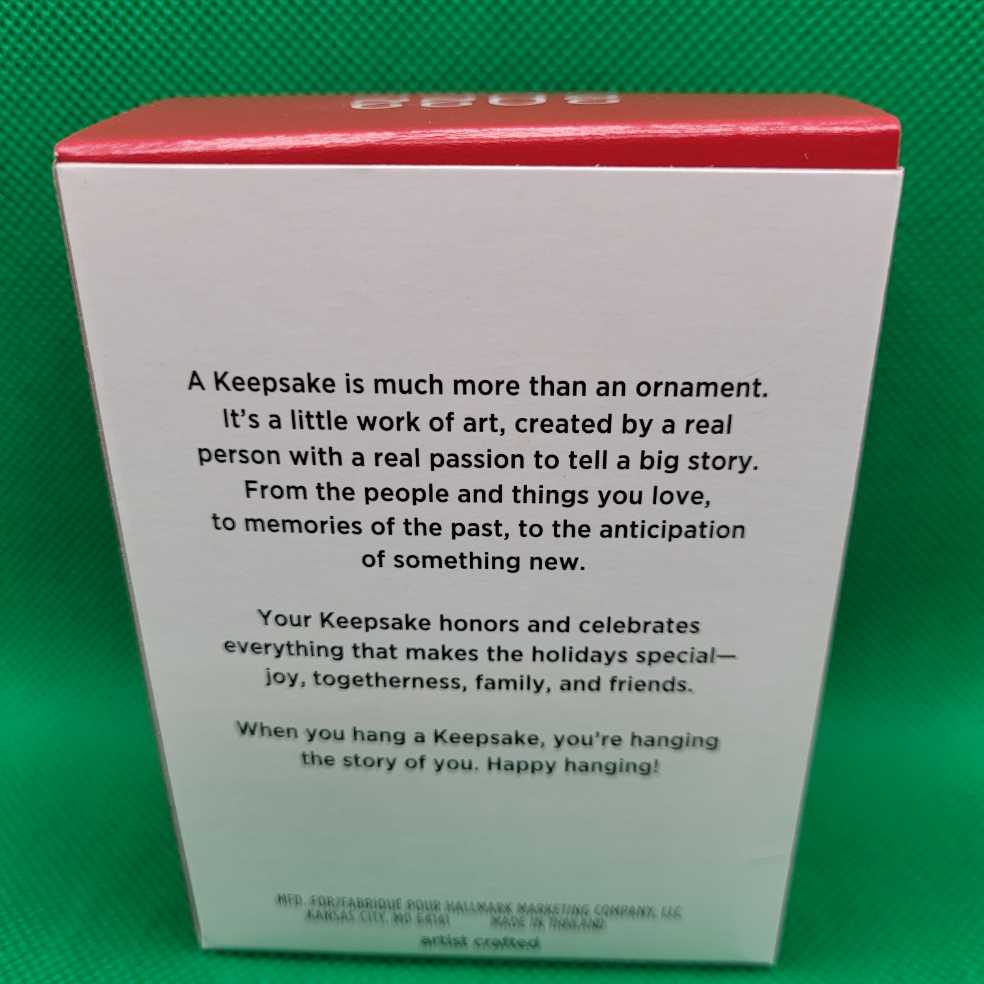 A Keepsake is much more than an ornament.
It's a little work of art, created by a real
person with a real passion to tell a big story.
From the people and things you love,
to memories of the past, to the anticipation
of something new.
Your Keepsake honors and celebrates
everything that makes the holidays special—
joy, togetherness, family, and friends.
When you hang a Keepsake, you're hanging
the story of you. Happy hanging!
MFD. FOR/FABRIQUÉ POUR HALLMARK MARKETING COMPANY, LLC
KANSAS CITY, MO 64141 MADE IN THAILAND
artist crafted